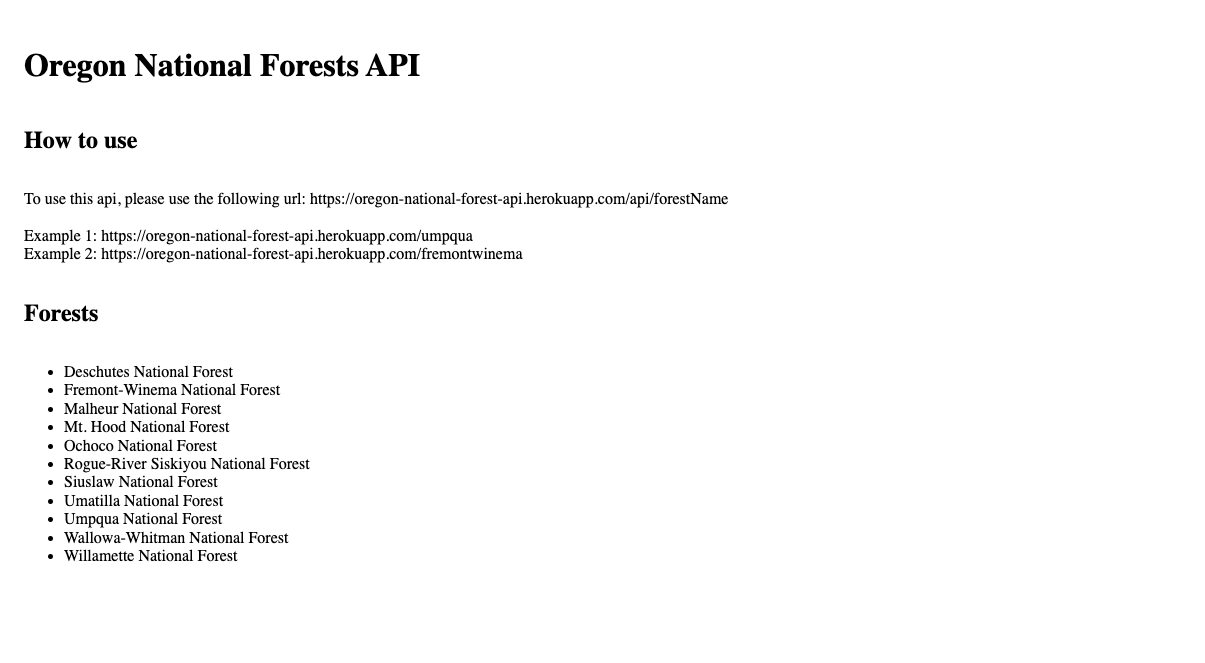 Oregon National Forests API
How to use
To use this api, please use the following url: https://oregon-national-forest-api.herokuapp.com/api/forestName
Example 1: https://oregon-national-forest-api.herokuapp.com/umpqua
Example 2: https://oregon-national-forest-api.herokuapp.com/fremontwinema
Forests
• Deschutes National Forest
• Fremont-Winema National Forest
• Malheur National Forest
• Mt. Hood National Forest
• Ochoco National Forest
• Rogue-River Siskiyou National Forest
• Siuslaw National Forest
• Umatilla National Forest
• Umpqua National Forest
• Wallowa-Whitman National Forest
• Willamette National Forest